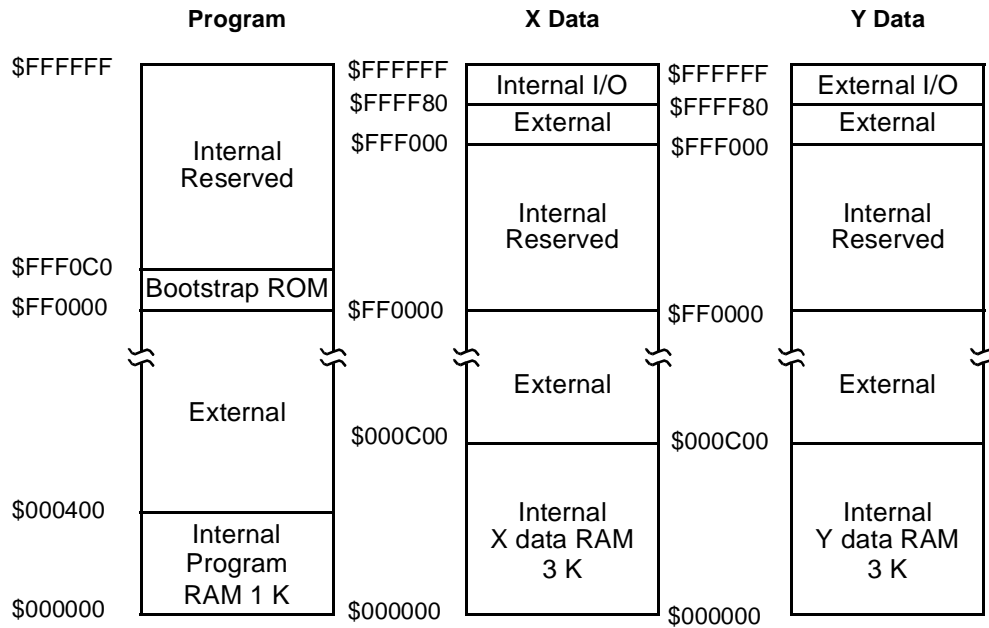 Program
$FFFFFF
Internal
Reserved
$FFF0C0
Bootstrap ROM
$FF0000
External
$000400
Internal
Program
RAM 1 K
$000000
X Data
$FFFFFF
Internal I/O
$FFFF80
External
$FFF000
Internal
Reserved
$FF0000
External
$000C00
Internal
X data RAM
3 K
$000000
Y Data
$FFFFFF
External I/O
$FFFF80
External
$FFF000
Internal
Reserved
$FF0000
External
$000C00
Internal
Y data RAM
3 K
$000000